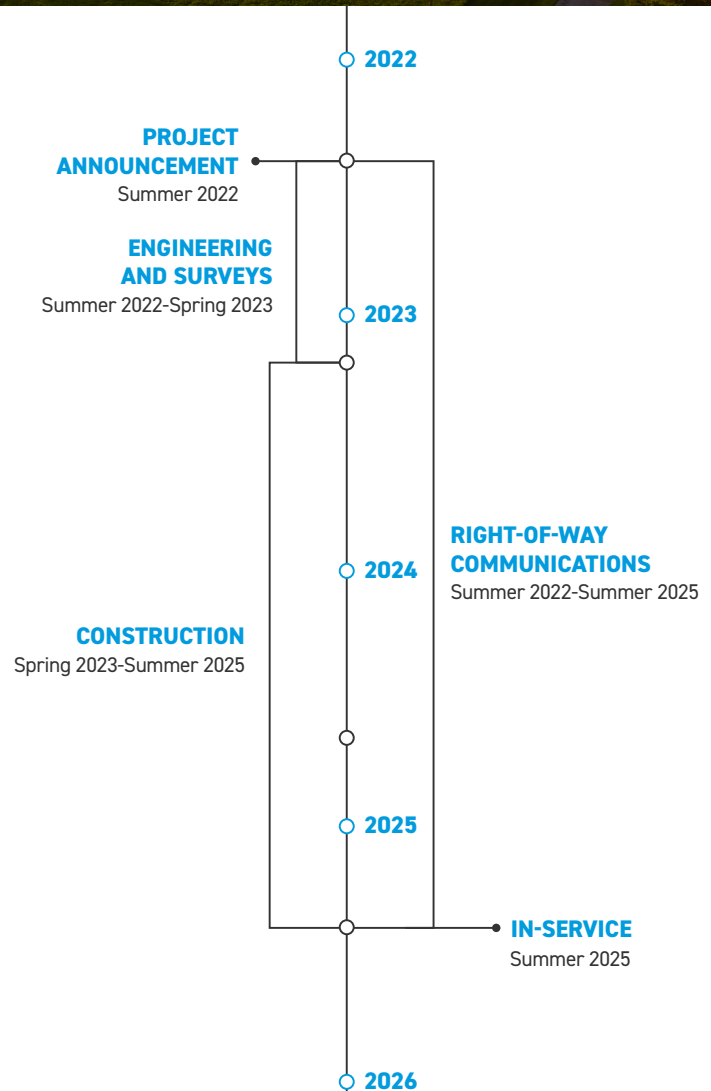 2022
PROJECT
ANNOUNCEMENT
Summer 2022
ENGINEERING
AND SURVEYS
Summer 2022-Spring 2023
2023
RIGHT-OF-WAY
COMMUNICATIONS
Summer 2022-Summer 2025
2024
CONSTRUCTION
Spring 2023-Summer 2025
2025
IN-SERVICE
Summer 2025
2026